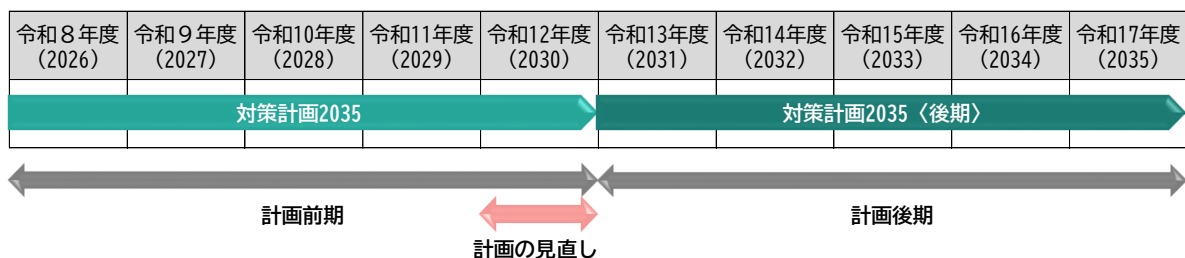 令和８年度
（2026）
令和９年度
（2027）
令和10年度
（2028）
令和11年度
（2029）
令和12年度
（2030）
令和13年度
（2031）
令和14年度
（2032）
令和15年度
（2033）
令和16年度
（2034）
令和17年度
（2035）
対策計画2035
対策計画2035〈後期〉
計画前期
計画後期
計画の見直し